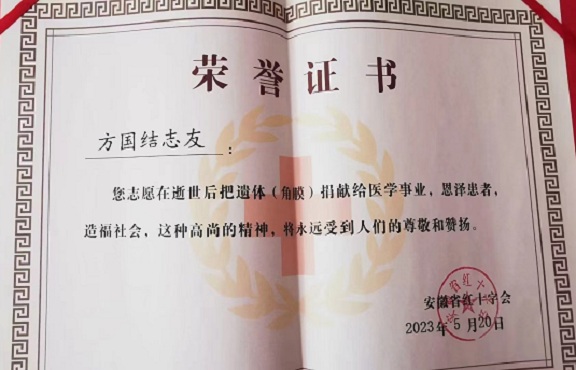 荣誉证书
方国结志友：
您志愿在逝世后把遗体（角膜）捐献给医学事业，恩泽患者，
造福社会，这种高尚的精神，将永远受到人们的尊敬和赞扬。
安徽省红十字会
2023年5月20日